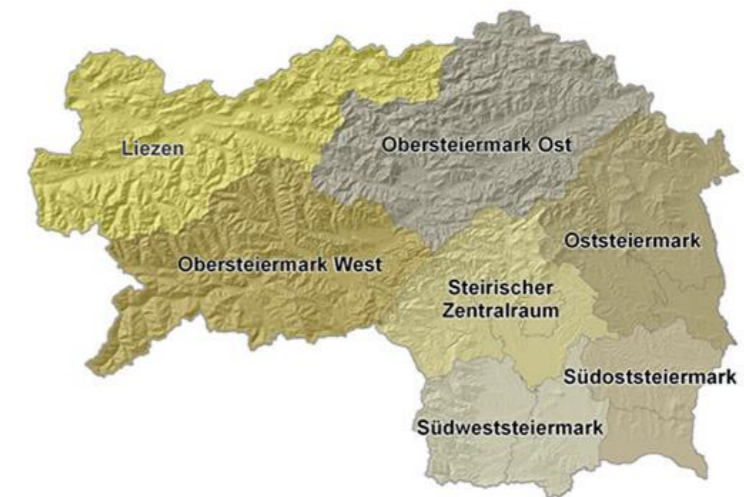 Liezen
Obersteiermark Ost
Oststeiermark
Obersteiermark West
Steirischer
Zentralraum
Südoststeiermark
Südweststeiermark